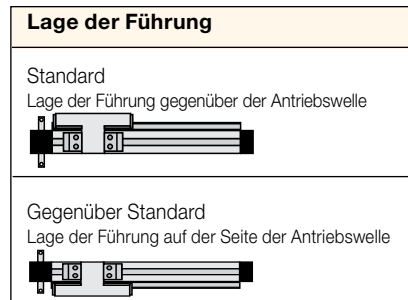 Lage der Führung
Standard
Lage der Führung gegenüber der Antriebswelle
Gegenüber Standard
Lage der Führung auf der Seite der Antriebswelle